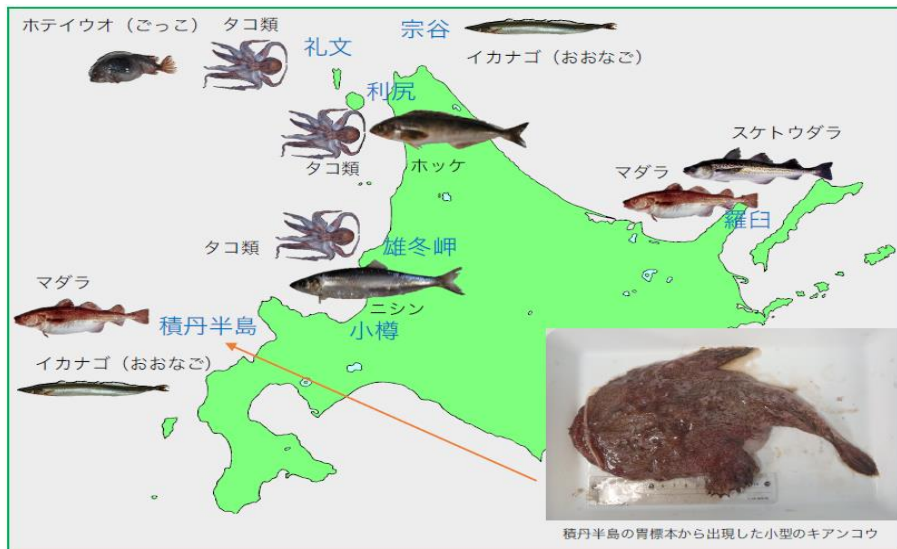 ホテイウオ（ごっこ）
タコ類
礼文
宗谷
イカナゴ（おおなご）
利尻
タコ類
ホッケ
スケトウダラ
マダラ
羅臼
タコ類
雄冬岬
ニシン
マダラ
積丹半島
小樽
イカナゴ（おおなご）
積丹半島の胃標本から出現した小型のキアンコウ